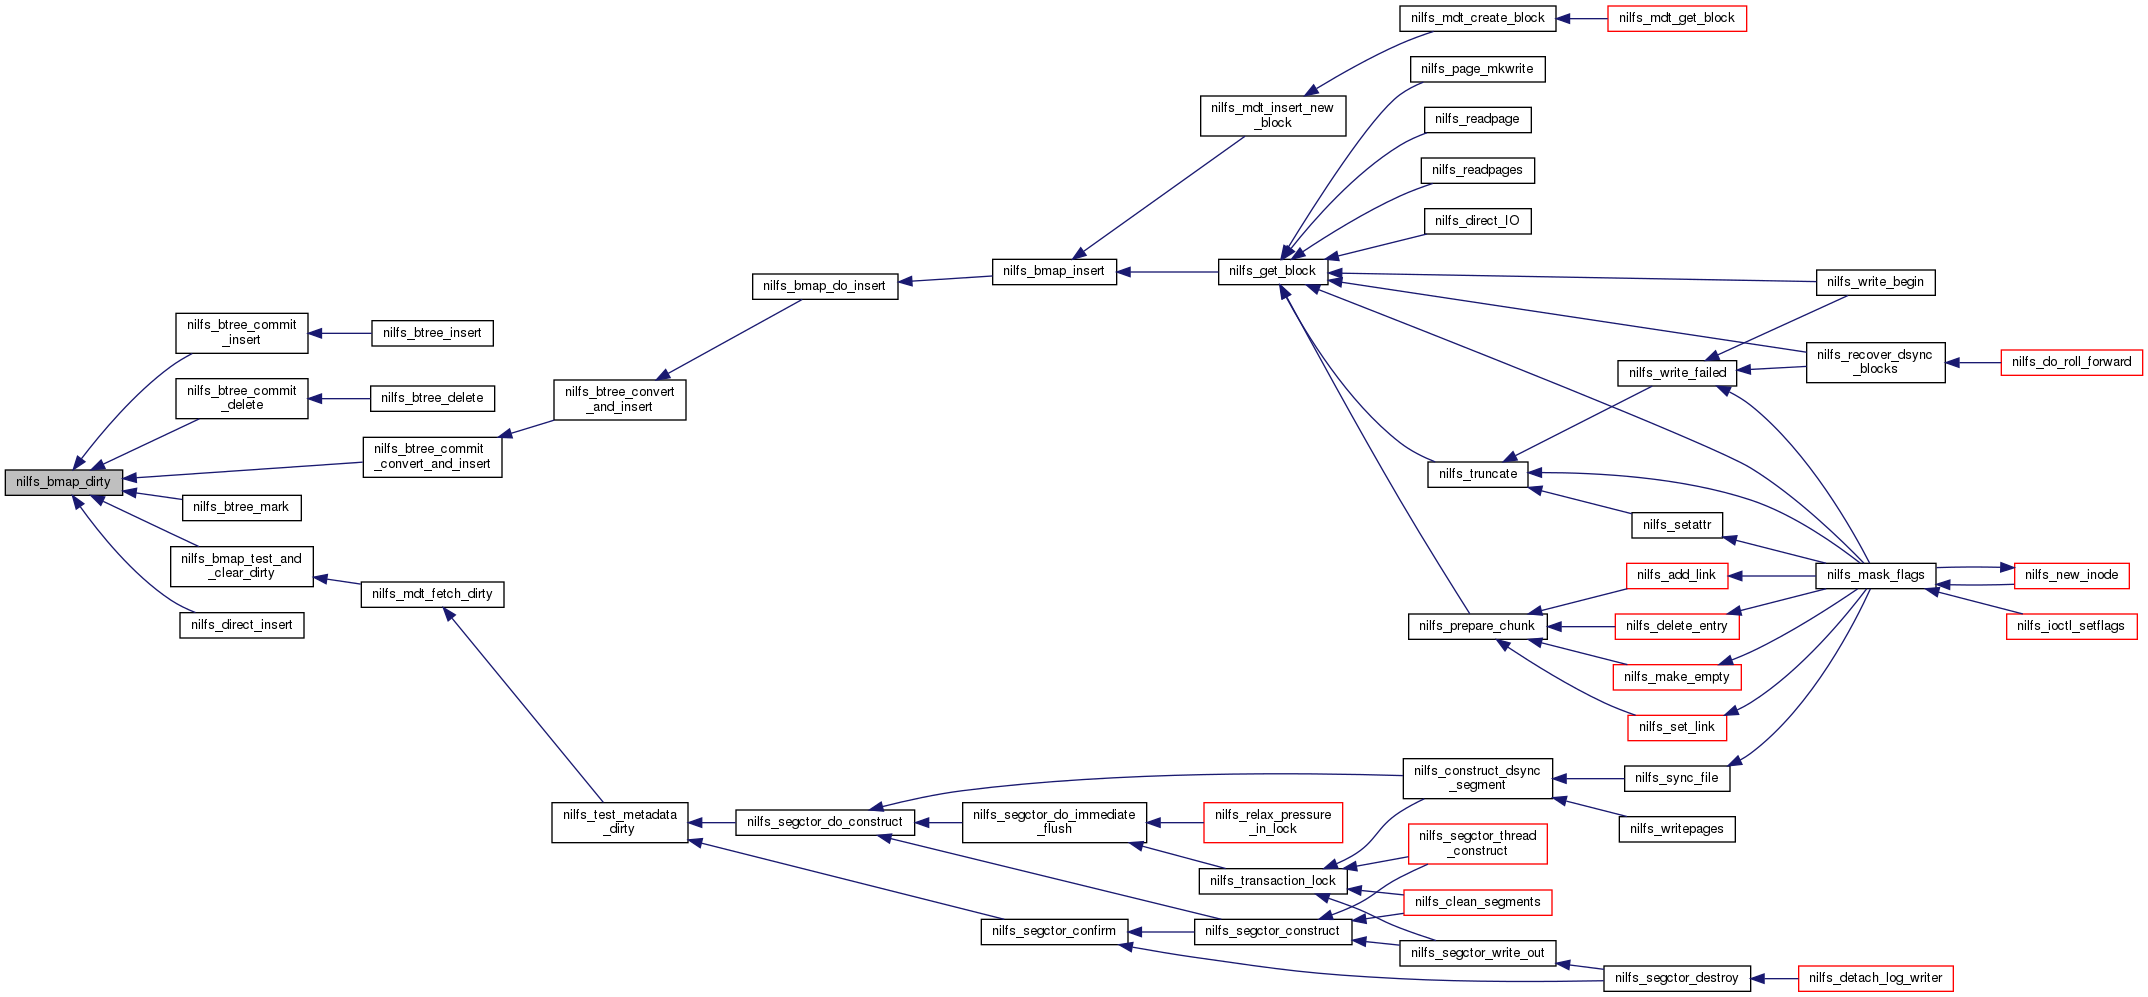 nilfs_mdt_create_block
nilfs_mdt_get_block
nilfs_page_mkwrite
nilfs_mdt_insert_new
_block
nilfs_readpage
nilfs_readpages
nilfs_direct_IO
nilfs_bmap_insert
nilfs_get_block
nilfs_bmap_do_insert
nilfs_write_begin
nilfs_btree_commit
_insert
nilfs_btree_insert
nilfs_recover_dsync
_blocks
nilfs_do_roll_forward
nilfs_write_failed
nilfs_btree_commit
_delete
nilfs_btree_delete
nilfs_btree_convert
_and_insert
nilfs_btree_commit
_convert_and_insert
nilfs_truncate
nilfs_bmap_dirty
nilfs_btree_mark
nilfs_setattr
nilfs_bmap_test_and
_clear_dirty
nilfs_mdt_fetch_dirty
nilfs_add_link
nilfs_mask_flags
nilfs_new_inode
nilfs_direct_insert
nilfs_prepare_chunk
nilfs_delete_entry
nilfs_ioctl_setflags
nilfs_make_empty
nilfs_set_link
nilfs_construct_dsync
_segment
nilfs_sync_file
nilfs_test_metadata
_dirty
nilfs_segctor_do_construct
nilfs_segctor_do_immediate
_flush
nilfs_relax_pressure
_in_lock
nilfs_writepages
nilfs_segctor_thread
_construct
nilfs_transaction_lock
nilfs_clean_segments
nilfs_segctor_confirm
nilfs_segctor_construct
nilfs_segctor_write_out
nilfs_segctor_destroy
nilfs_detach_log_writer